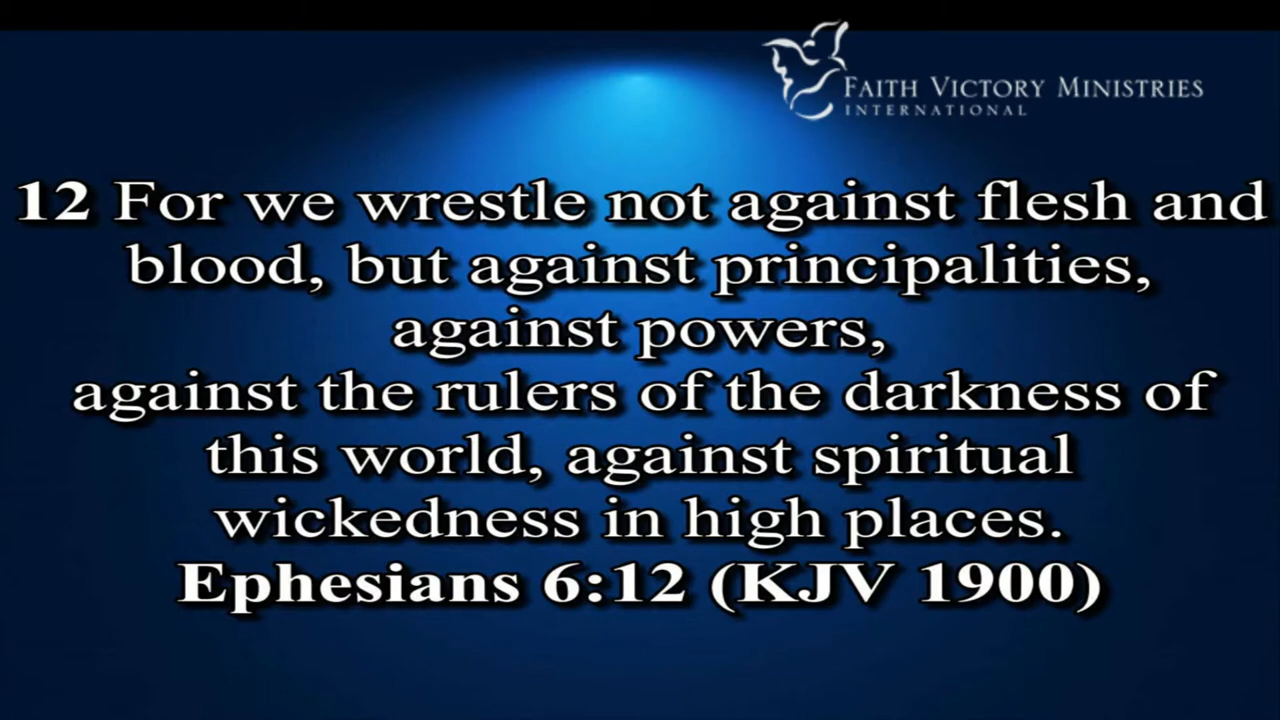 FAITH VICTORY MINISTRIES
INTERNATIONAL
12 For we wrestle not against flesh and
blood, but against principalities,
against powers,
against the rulers of the darkness of
this world, against spiritual
wickedness in high places.
Ephesians 6:12 (KJV 1900)